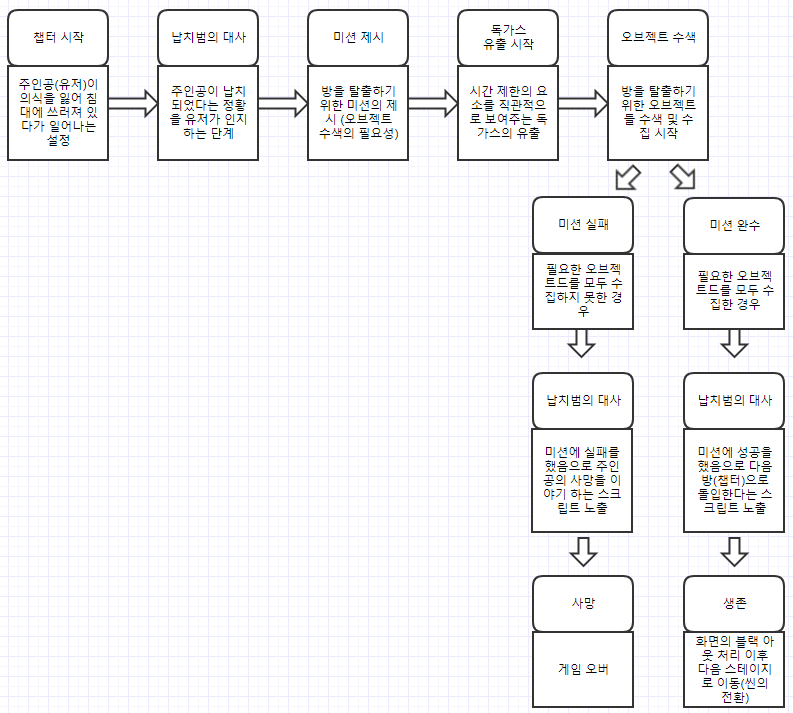 챕터 시작
주인공(유저)이
의식을 잃어 침
대에 쓰러져 있
다가 일어나는
설정
납치범의 대사
주인공이 납치
되었다는 정황
을 유저가 인지
하는 단계
미션 제시
방을 탈출하기
위한 미션의 제
시 (오브젝트
수색의 필요성)
독가스
유출 시작
시간 제한의 요
소를 직관적으
로 보여주는 독
가스의 유출
오브젝트 수색
방을 탈출하기
위한 오브젝트
들 수색 및 수
집 시작
미션 실패
필요한 오브젝
트드를 모두 수
집하지 못한 경
우
미션 완수
필요한 오브젝
트드를 모두 수
집한 경우
납치범의 대사
미션에 실패를
했음으로 주인
공의 사망을 이
야기 하는 스크
립트 노출
납치범의 대사
미션에 성공을
했음으로 다음
방(챕터)으로
돌입한다는 스
크립트 노출
사망
게임 오버
생존
화면의 블랙 아
웃 처리 이후
다음 스테이지
로 이동(씬의
전환)